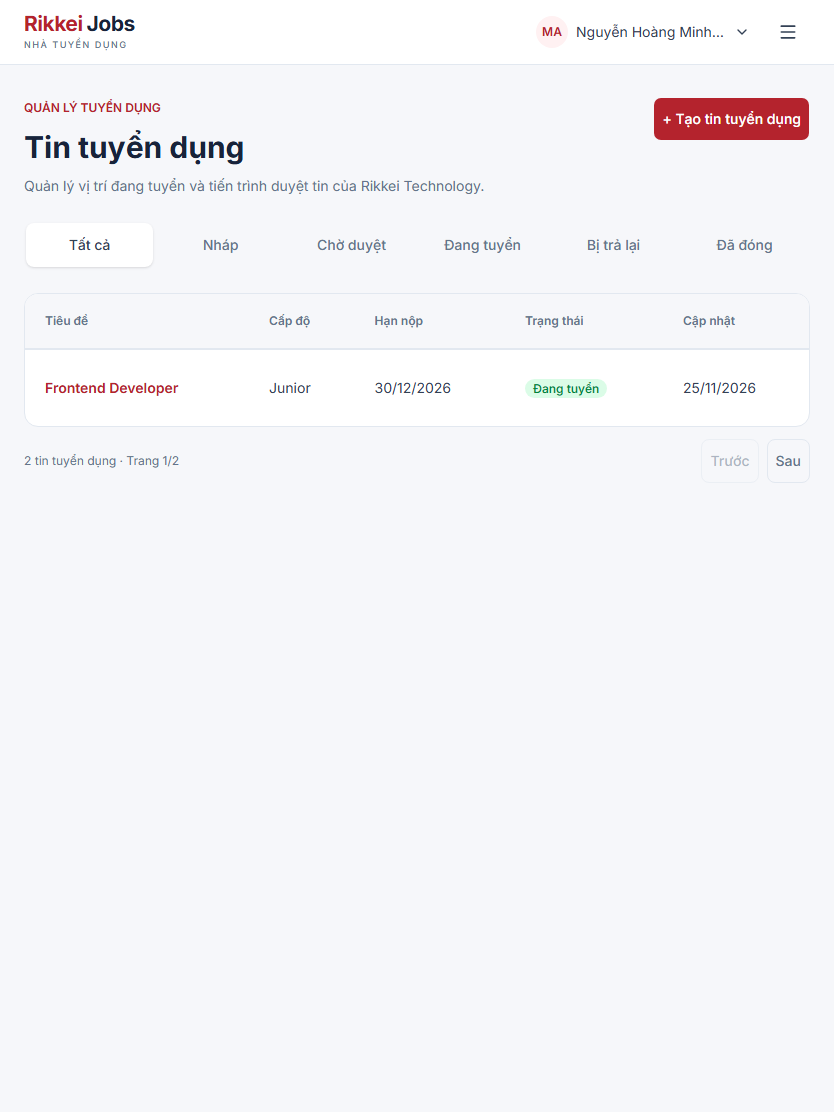 Rikkei Jobs
NHÀ TUYỂN DỤNG
MA Nguyễn Hoàng Minh...
QUẢN LÝ TUYỂN DỤNG
+ Tạo tin tuyển dụng
Tin tuyển dụng
Quản lý vị trí đang tuyển và tiến trình duyệt tin của Rikkei Technology.
Tất cả Nháp Chờ duyệt Đang tuyển Bị trả lại Đã đóng
Tiêu đề Cấp độ Hạn nộp Trạng thái Cập nhật
Frontend Developer Junior 30/12/2026 Đang tuyển 25/11/2026
2 tin tuyển dụng · Trang 1/2 Trước Sau